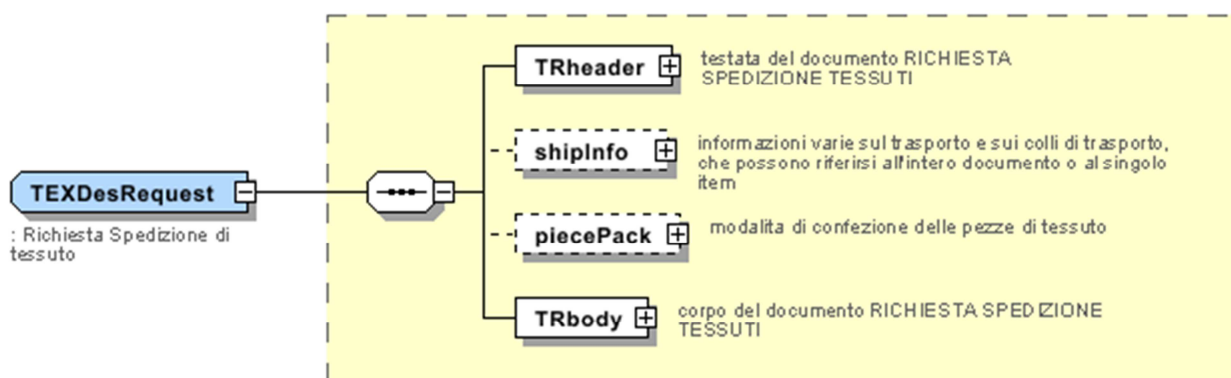 TRheader
testata del documento RICHIESTA
SPEDIZIONE TESSUTI
shipInfo
informazioni varie sul trasporto e sui colli di trasporto,
che possono riferirsi all'intero documento o al singolo
item
TEXDesRequest
: Richiesta Spedizione di
tessuto
piecePack
modalita di confezione delle pezze di tessuto
TRbody
corpo del documento RICHIESTA SPEDIZIONE
TESSUTI